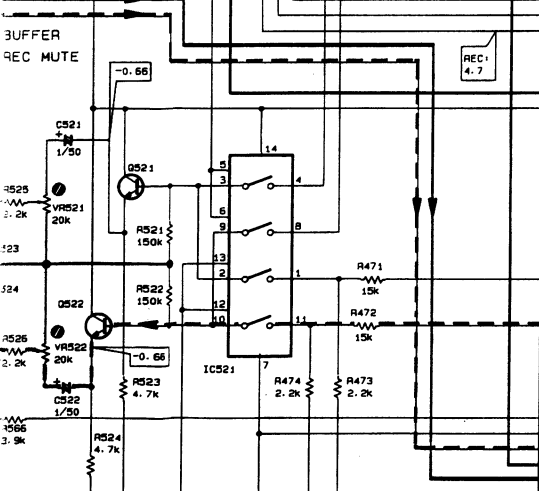 BUFFER
REC MUTE
-0.66
REC:
4.7
C521
1/50
Q521
14
5
3
4
R525
2.2k
VR521
20k
R521
150k
6
9
8
13
2
1
R471
15k
R522
150k
Q522
12
10
11
R472
15k
R526
2.2k
VR522
20k
-0.66
IC521
7
C522
1/50
R523
4.7k
R474
2.2k
R473
2.2k
R566
3.9k
R524
4.7k